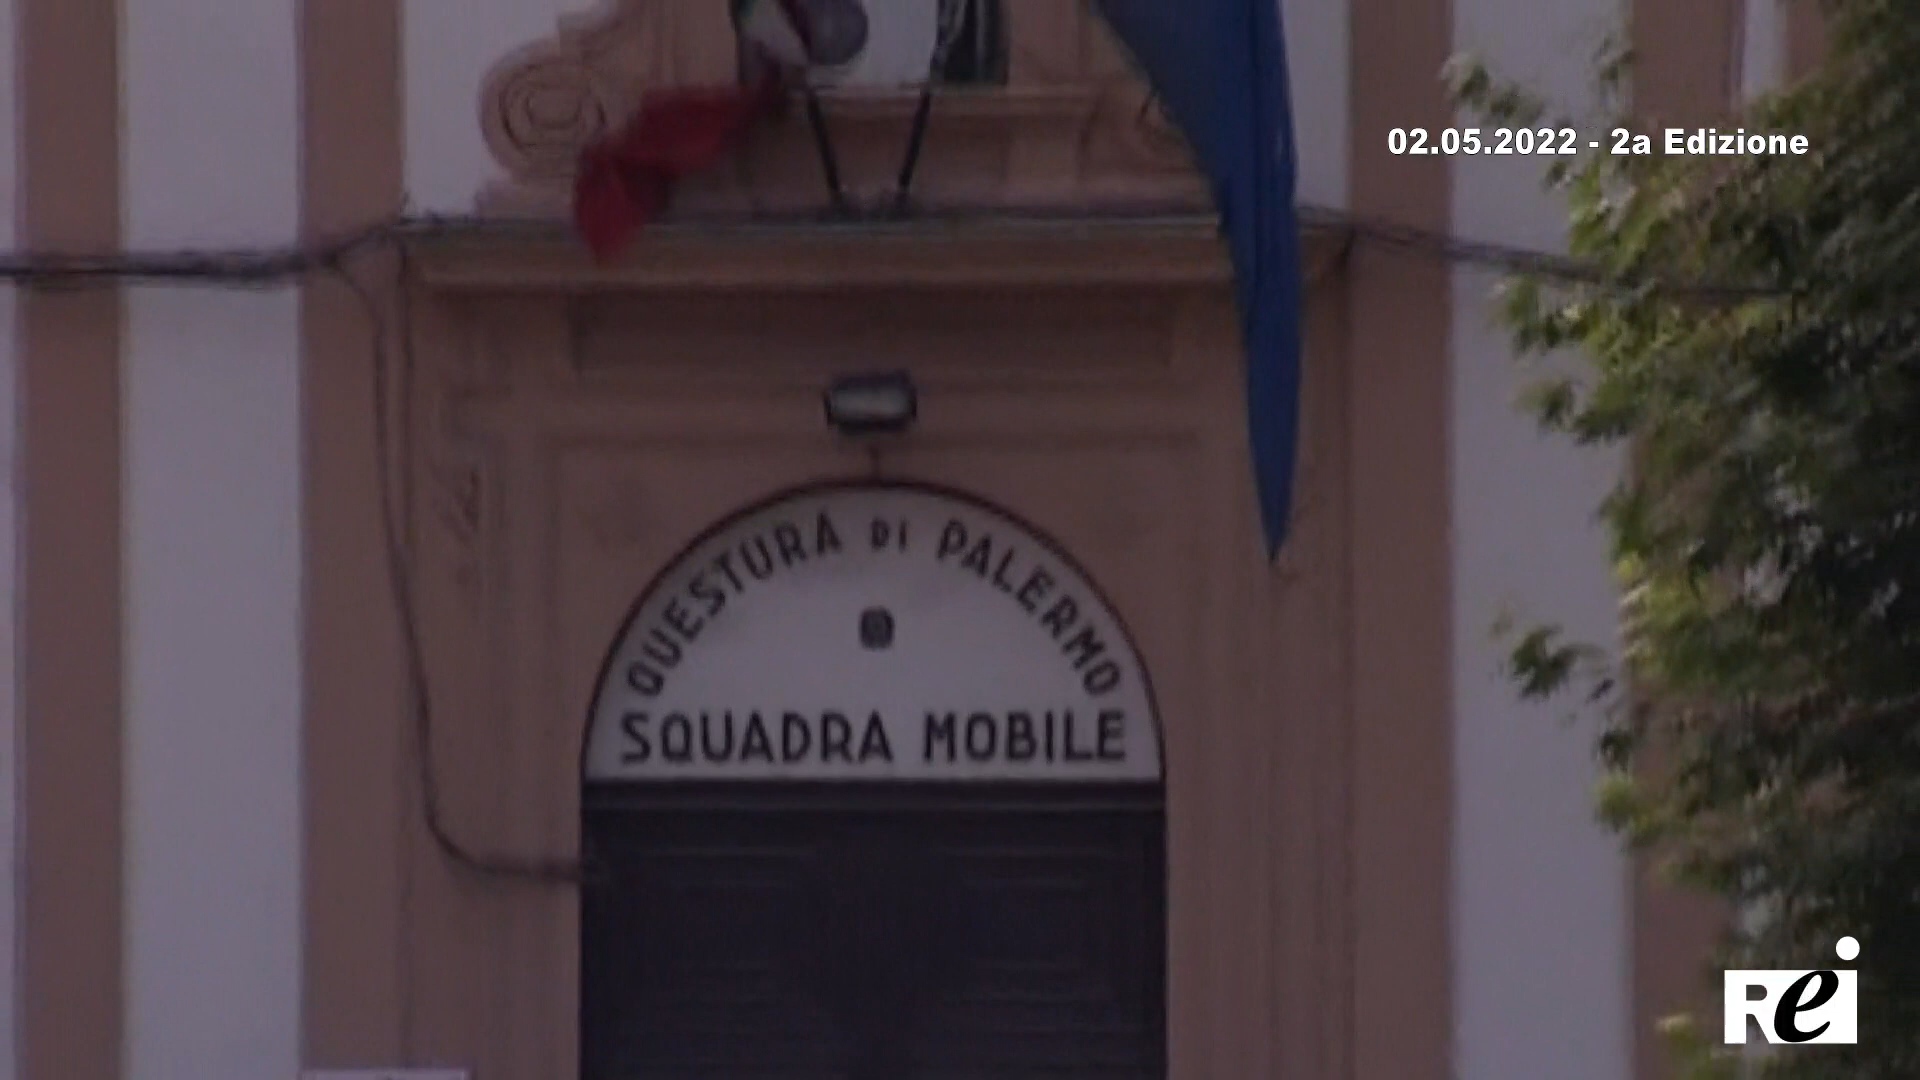 02.05.2022 - 2a Edizione
QUESTURA DI PALERMO
SQUADRA MOBILE
Rei